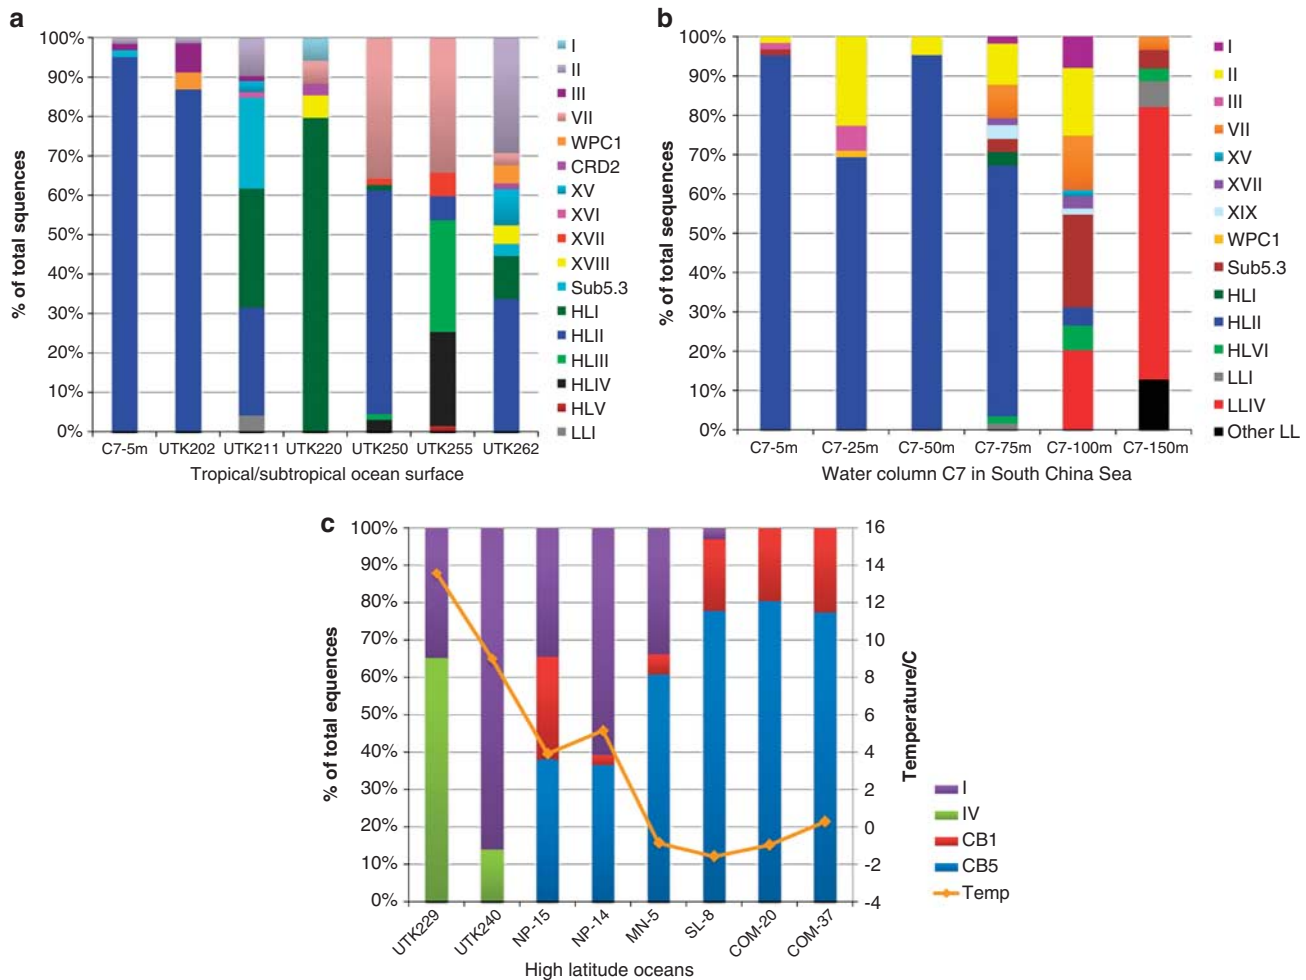 a
% of total squences
100%
90%
80%
70%
60%
50%
40%
30%
20%
10%
0%
C7-5m UTK202 UTK211 UTK220 UTK250 UTK255 UTK262
Tropical/subtropical ocean surface
I
II
III
VII
WPC1
CRD2
XV
XVI
XVII
XVIII
Sub5.3
HLI
HLII
HLIII
HLIV
HLV
LLI
b
% of total sequences
100%
90%
80%
70%
60%
50%
40%
30%
20%
10%
0%
C7-5m C7-25m C7-50m C7-75m C7-100m C7-150m
Water column C7 in South China Sea
I
II
III
VII
XV
XVII
XIX
WPC1
Sub5.3
HLI
HLII
HLVI
LLI
LLIV
Other LL
c
% of total equences
100%
90%
80%
70%
60%
50%
40%
30%
20%
10%
0%
16
14
12
10
8
6
4
2
0
-2
-4
Temperature/C
UTK229 UTK240 NP-15 NP-14 MN-5 SL-8 COM-20 COM-37
High latitude oceans
I
IV
CB1
CB5
Temp